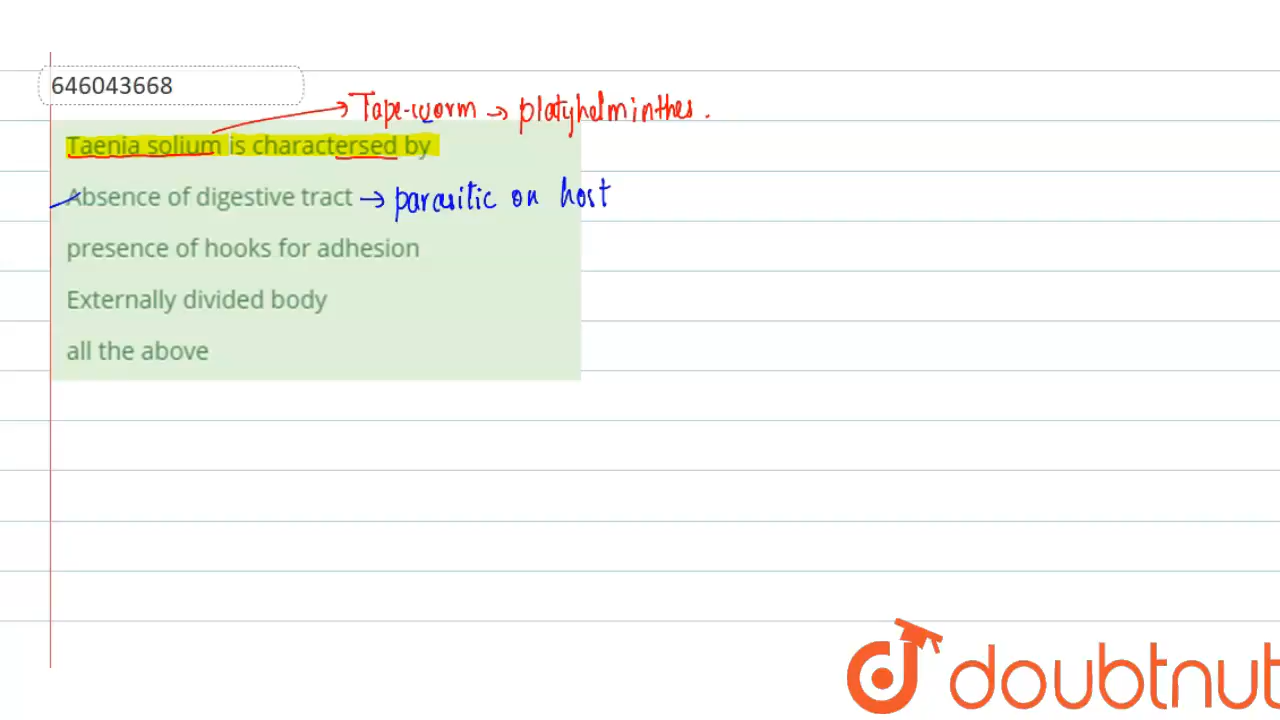 646043668
Tape-worm → platyhelminthes.
Taenia solium is charactersed by
Absence of digestive tract → parasitic on host
presence of hooks for adhesion
Externally divided body
all the above
doubtnut